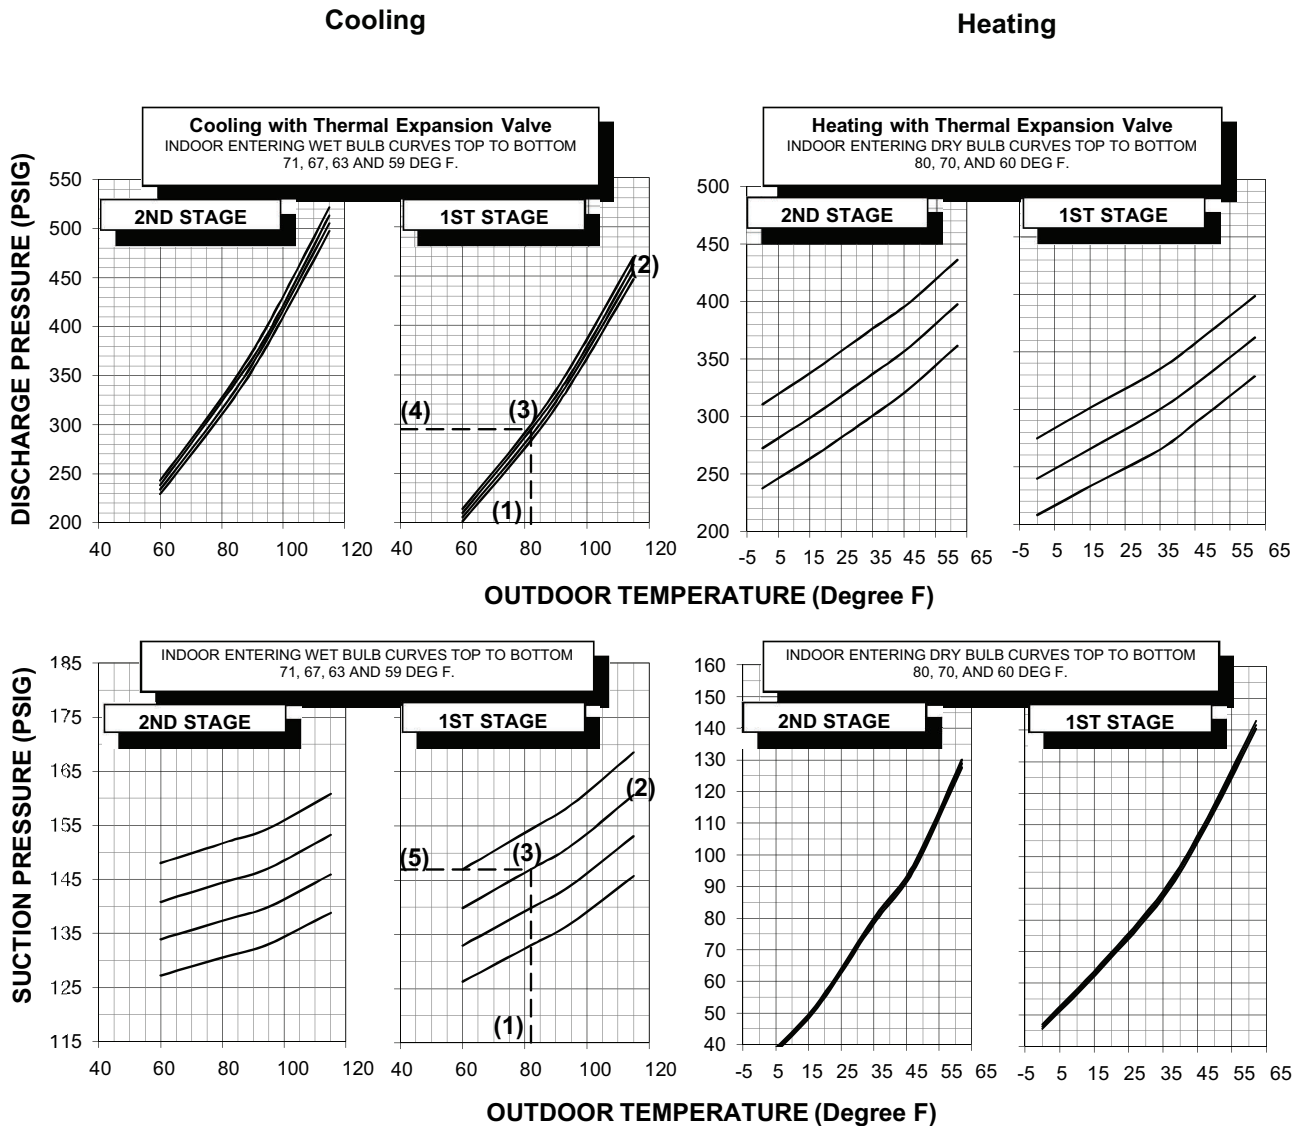 Cooling
Heating
Cooling with Thermal Expansion Valve
INDOOR ENTERING WET BULB CURVES TOP TO BOTTOM
71, 67, 63 AND 59 DEG F.
Heating with Thermal Expansion Valve
INDOOR ENTERING DRY BULB CURVES TOP TO BOTTOM
80, 70, AND 60 DEG F.
DISCHARGE PRESSURE (PSIG)
550
500
450
400
350
300
250
200
2ND STAGE
40 60 80 100 120
1ST STAGE
(2)
(4)
(3)
(1)
40 60 80 100 120
500
450
400
350
300
250
200
2ND STAGE
-5 5 15 25 35 45 55 65
1ST STAGE
-5 5 15 25 35 45 55 65
OUTDOOR TEMPERATURE (Degree F)
INDOOR ENTERING WET BULB CURVES TOP TO BOTTOM
71, 67, 63 AND 59 DEG F.
INDOOR ENTERING DRY BULB CURVES TOP TO BOTTOM
80, 70, AND 60 DEG F.
SUCTION PRESSURE (PSIG)
185
175
165
155
145
135
125
115
2ND STAGE
40 60 80 100 120
1ST STAGE
(2)
(5)
(3)
(1)
40 60 80 100 120
160
150
140
130
120
110
100
90
80
70
60
50
40
2ND STAGE
-5 5 15 25 35 45 55 65
1ST STAGE
-5 5 15 25 35 45 55 65
OUTDOOR TEMPERATURE (Degree F)